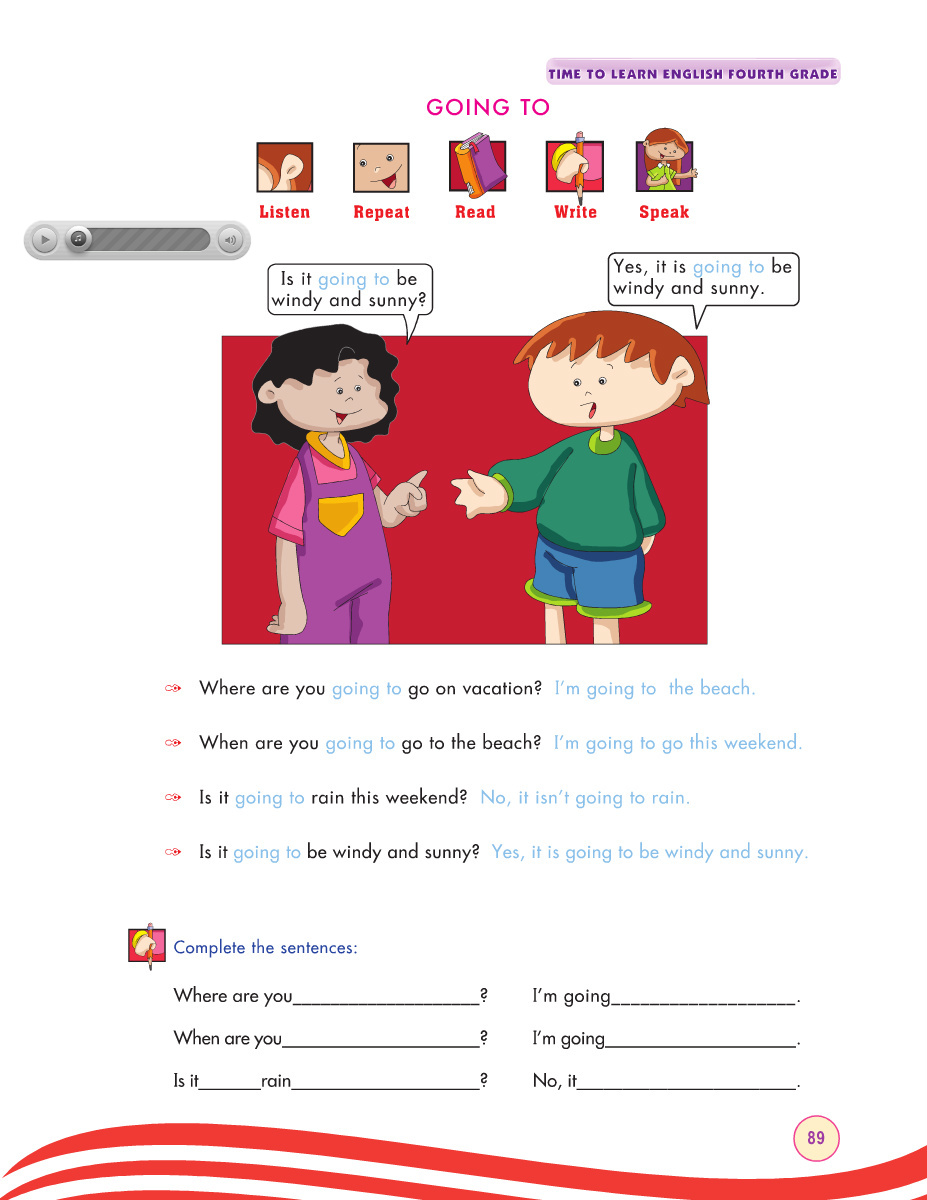 TIME TO LEARN ENGLISH FOURTH GRADE
GOING TO
Listen Repeat Read Write Speak
Is it going to be
windy and sunny?
Yes, it is going to be
windy and sunny.
Where are you going to go on vacation? I'm going to the beach.
When are you going to go to the beach? I'm going to go this weekend.
Is it going to rain this weekend? No, it isn't going to rain.
Is it going to be windy and sunny? Yes, it is going to be windy and sunny.
Complete the sentences:
Where are you____________________? I'm going____________________.
When are you____________________? I'm going____________________.
Is it_______rain____________________? No, it_______________________.
89